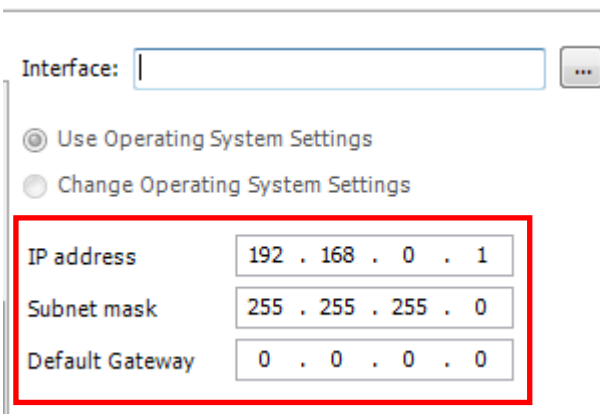 Interface: ...
Use Operating System Settings
Change Operating System Settings
IP address 192 . 168 . 0 . 1
Subnet mask 255 . 255 . 255 . 0
Default Gateway 0 . 0 . 0 . 0